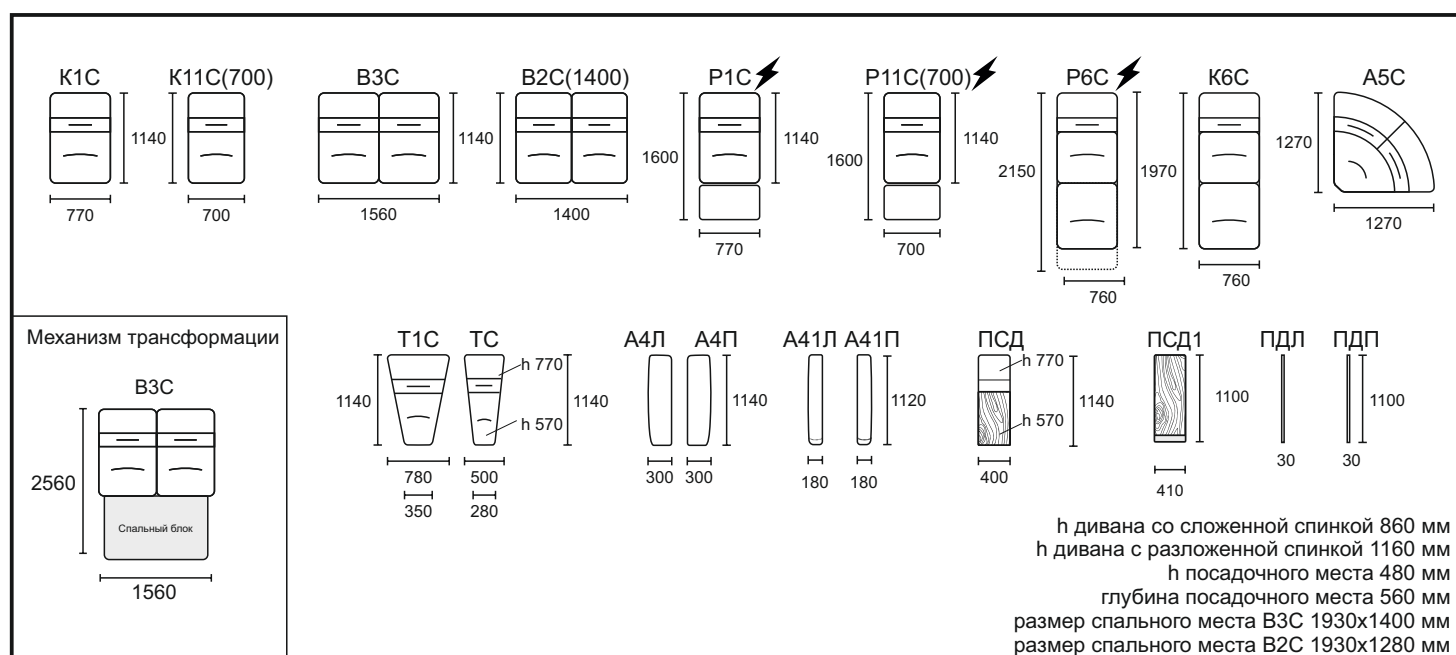 К1С К11С(700) В3С В2С(1400) Р1С Р11С(700) Р6С К6С А5С
1140 1140 1140 1600 1140 1600 1140 2150 1970 1270
770 700 1560 1400 770 700 760 760 1270
Механизм трансформации
В3С
2560
Спальный блок
1560
Т1С ТС А4Л А4П А41Л А41П ПСД ПСД1 ПДЛ ПДП
h 770 h 770
1140 1140 1140 1120 1140 1100 1100
h 570 h 570
780 500 300 300 180 180 400 410 30 30
350 280
h дивана со сложенной спинкой 860 мм
h дивана с разложенной спинкой 1160 мм
h посадочного места 480 мм
глубина посадочного места 560 мм
размер спального места В3С 1930х1400 мм
размер спального места В2С 1930х1280 мм